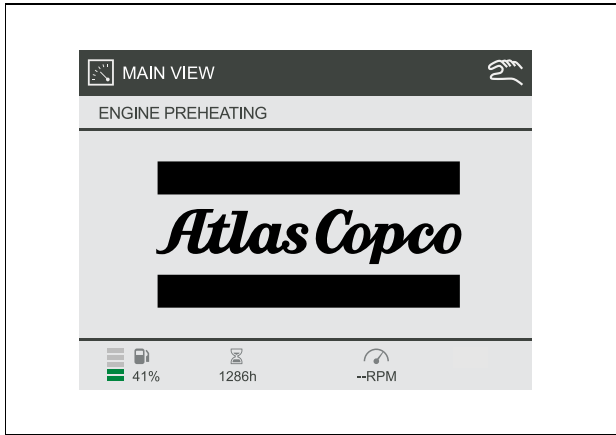 MAIN VIEW
ENGINE PREHEATING
Atlas Copco
41% 1286h --RPM